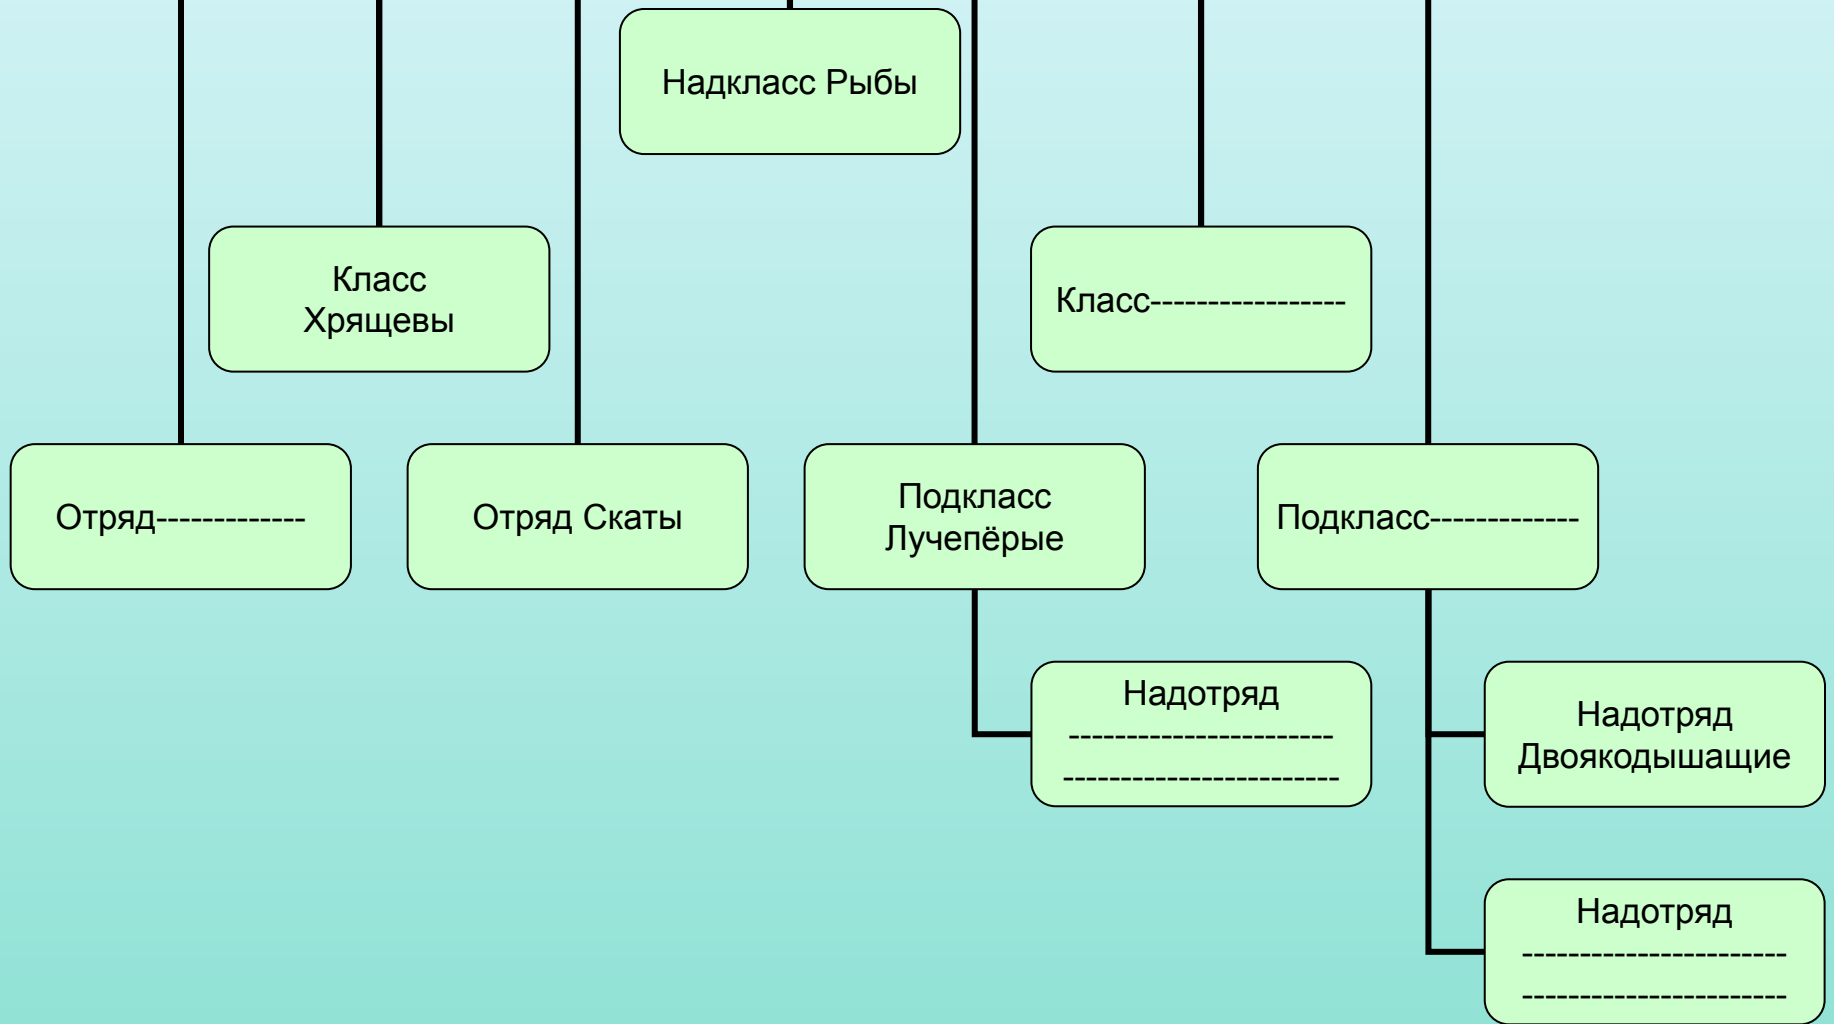 Надкласс Рыбы
Класс
Хрящевы
Класс-----------------
Отряд-------------
Отряд Скаты
Подкласс
Лучепёрые
Подкласс-------------
Надотряд
-----------------------
------------------------
Надотряд
Двоякодышащие
Надотряд
-----------------------
-----------------------